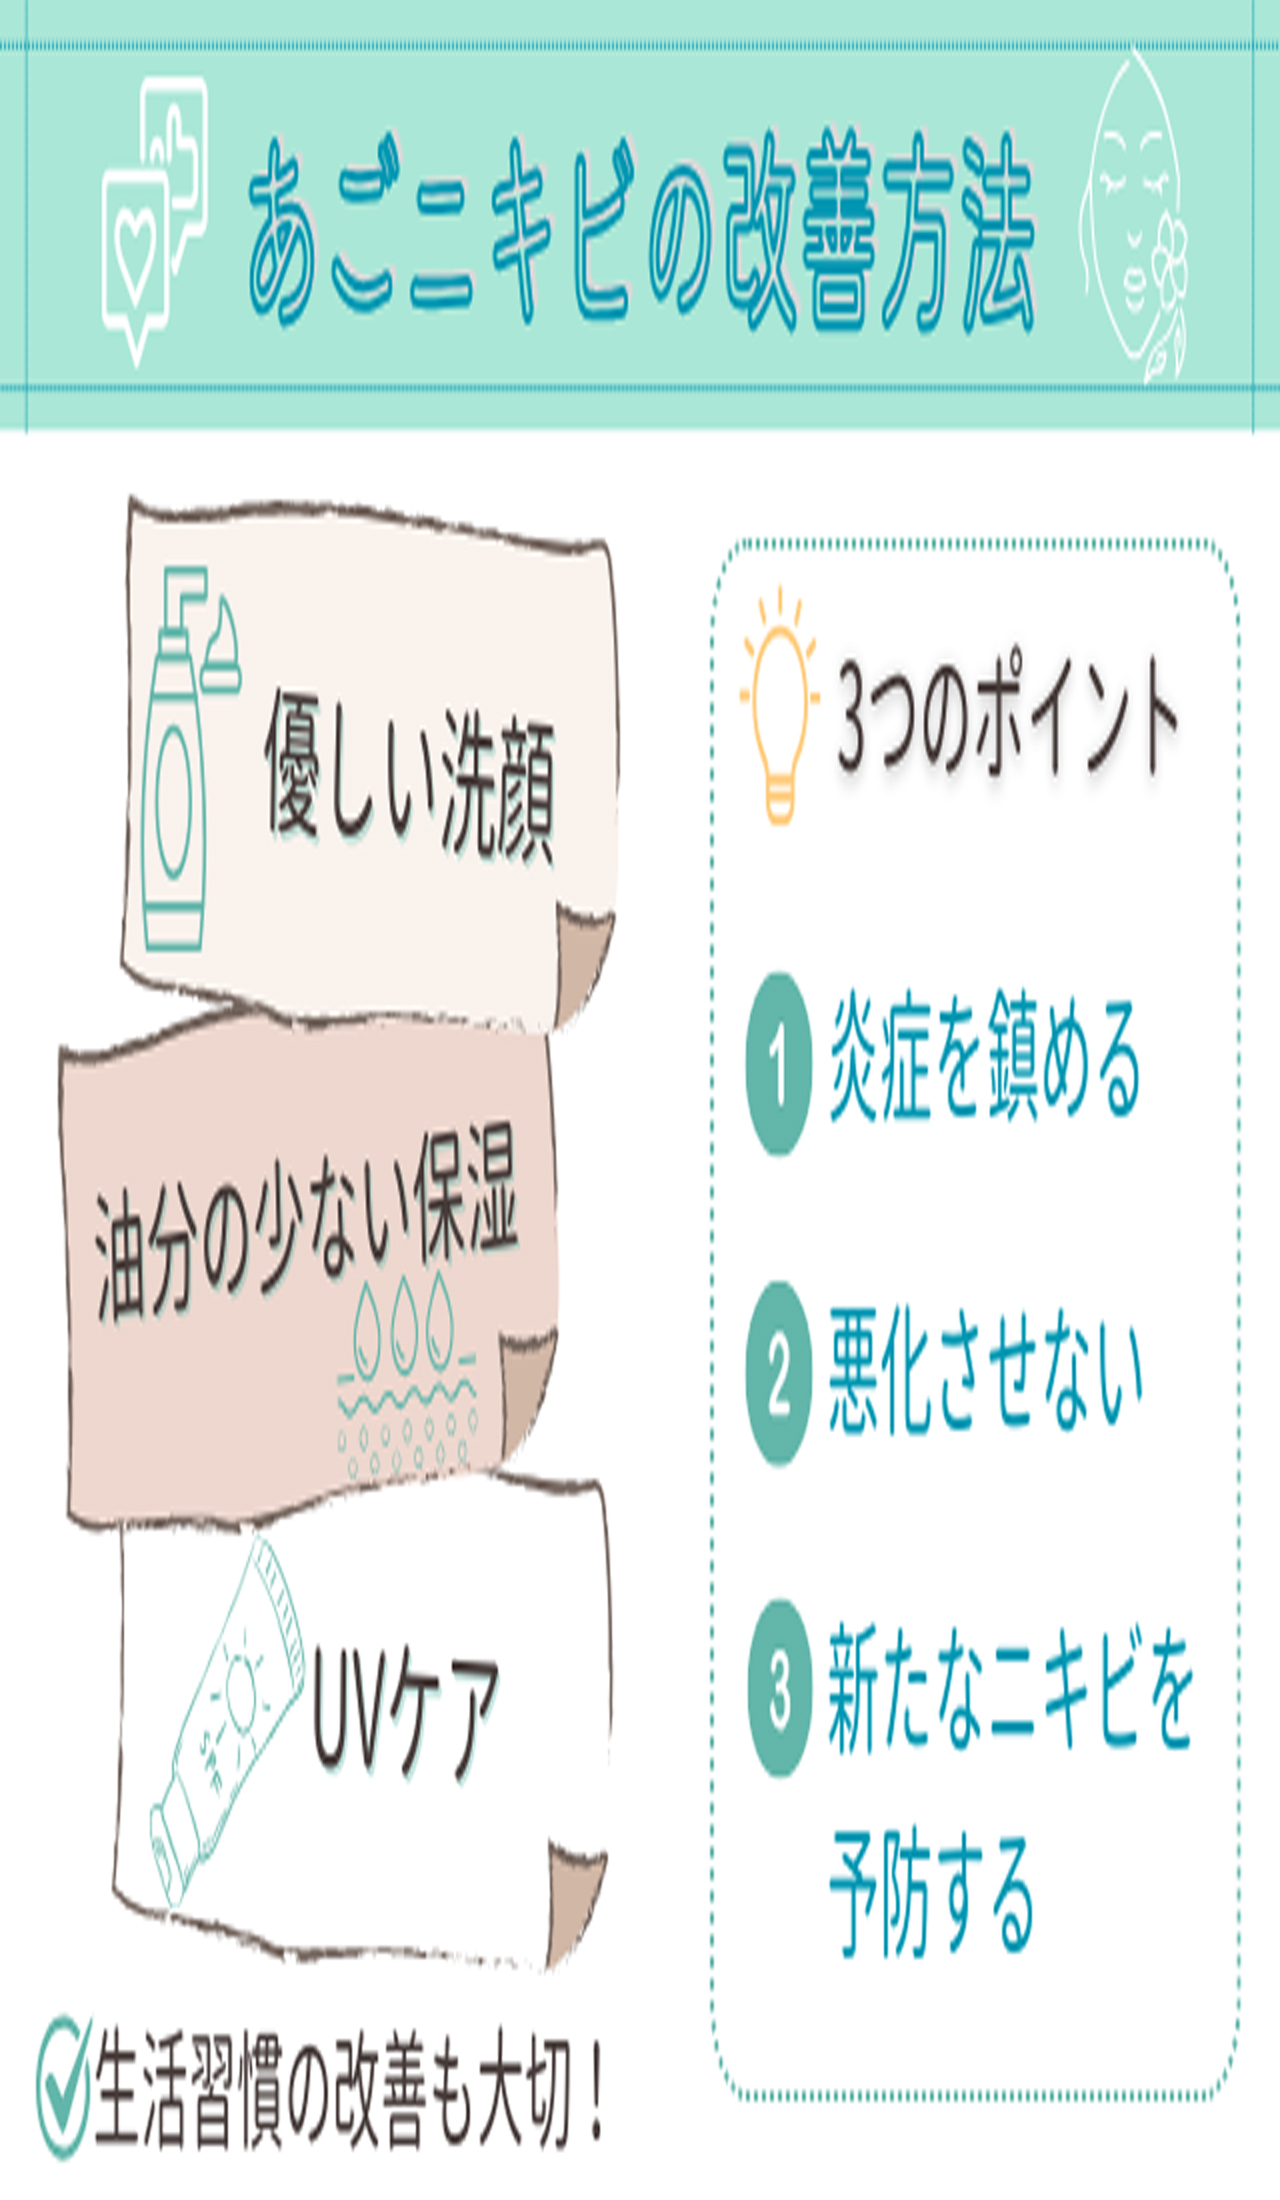 あごニキビの改善方法
優しい洗顔
油分の少ない保湿
SPF
UVケア
生活習慣の改善も大切！
3つのポイント
1 炎症を鎮める
2 悪化させない
3 新たなニキビを
予防する